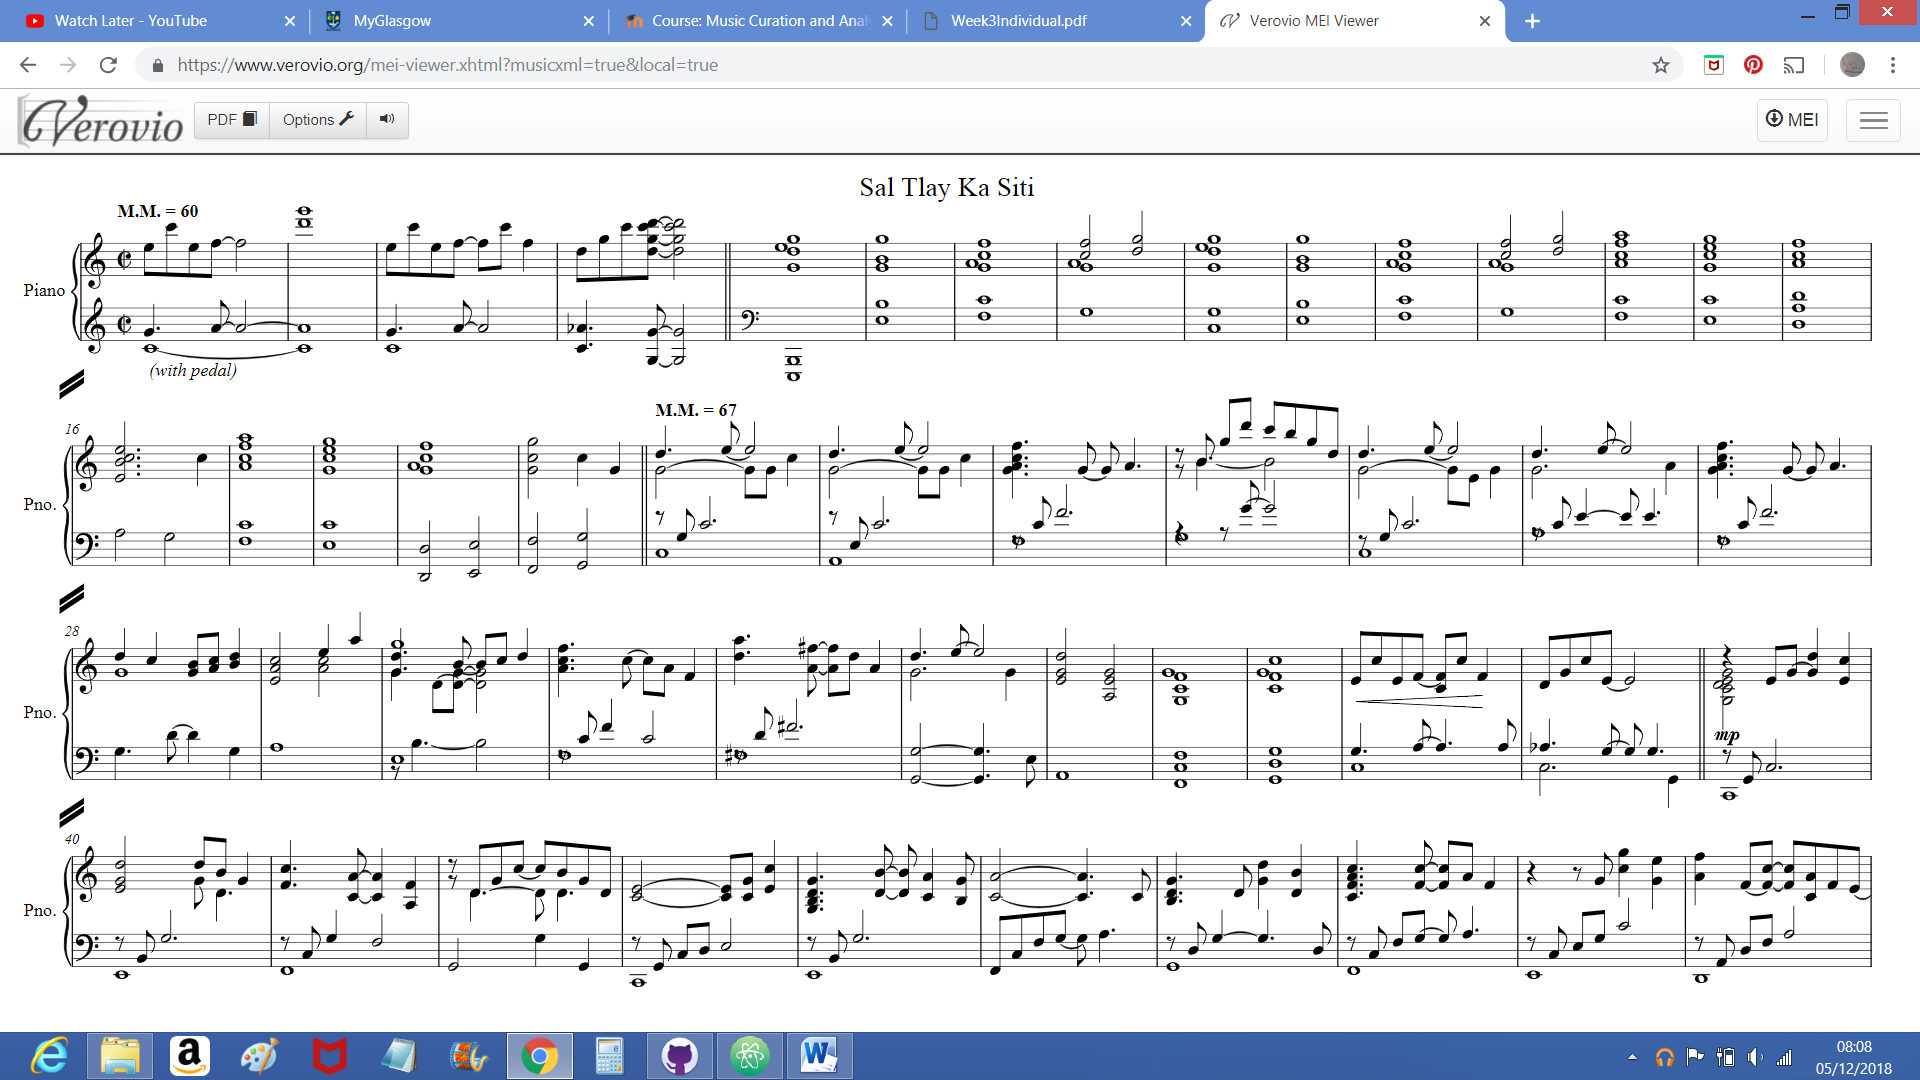 Watch Later - YouTube
MyGlasgow
Course: Music Curation and Anal
Week3Individual.pdf
Verovio MEI Viewer
https://www.verovio.org/mei-viewer.xhtml?musicxml=true&local=true
Verovio
PDF
Options
MEI
Sal Tlay Ka Siti
M.M. = 60
Piano
(with pedal)
16
M.M. = 67
Pno.
28
Pno.
mp
40
Pno.
08:08
05/12/2018